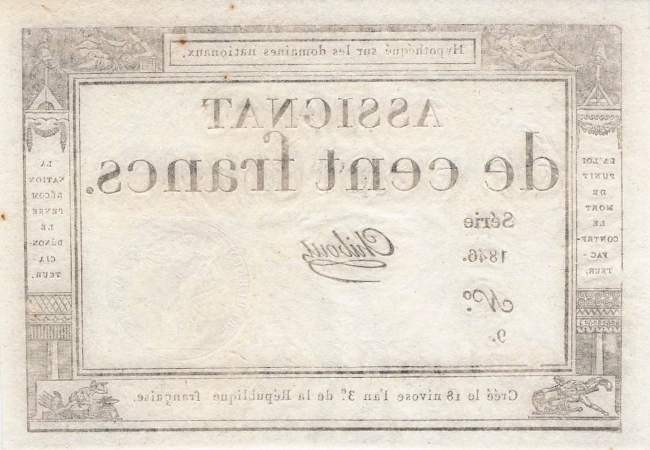 Hypothéqué sur les domaines nationaux.
ASSIGNAT
de cent francs.
Série
1846.
N.o
9.
Chibout
LA LOI
PUNIT
DE
MORT
LE
CONTRE-
FAC-
TEUR.
LA
NATION
RÉCOM
PENSE
LE
DÉNON-
CIA
TEUR.
Créé le 18 nivose l'an 3.e de la République française.